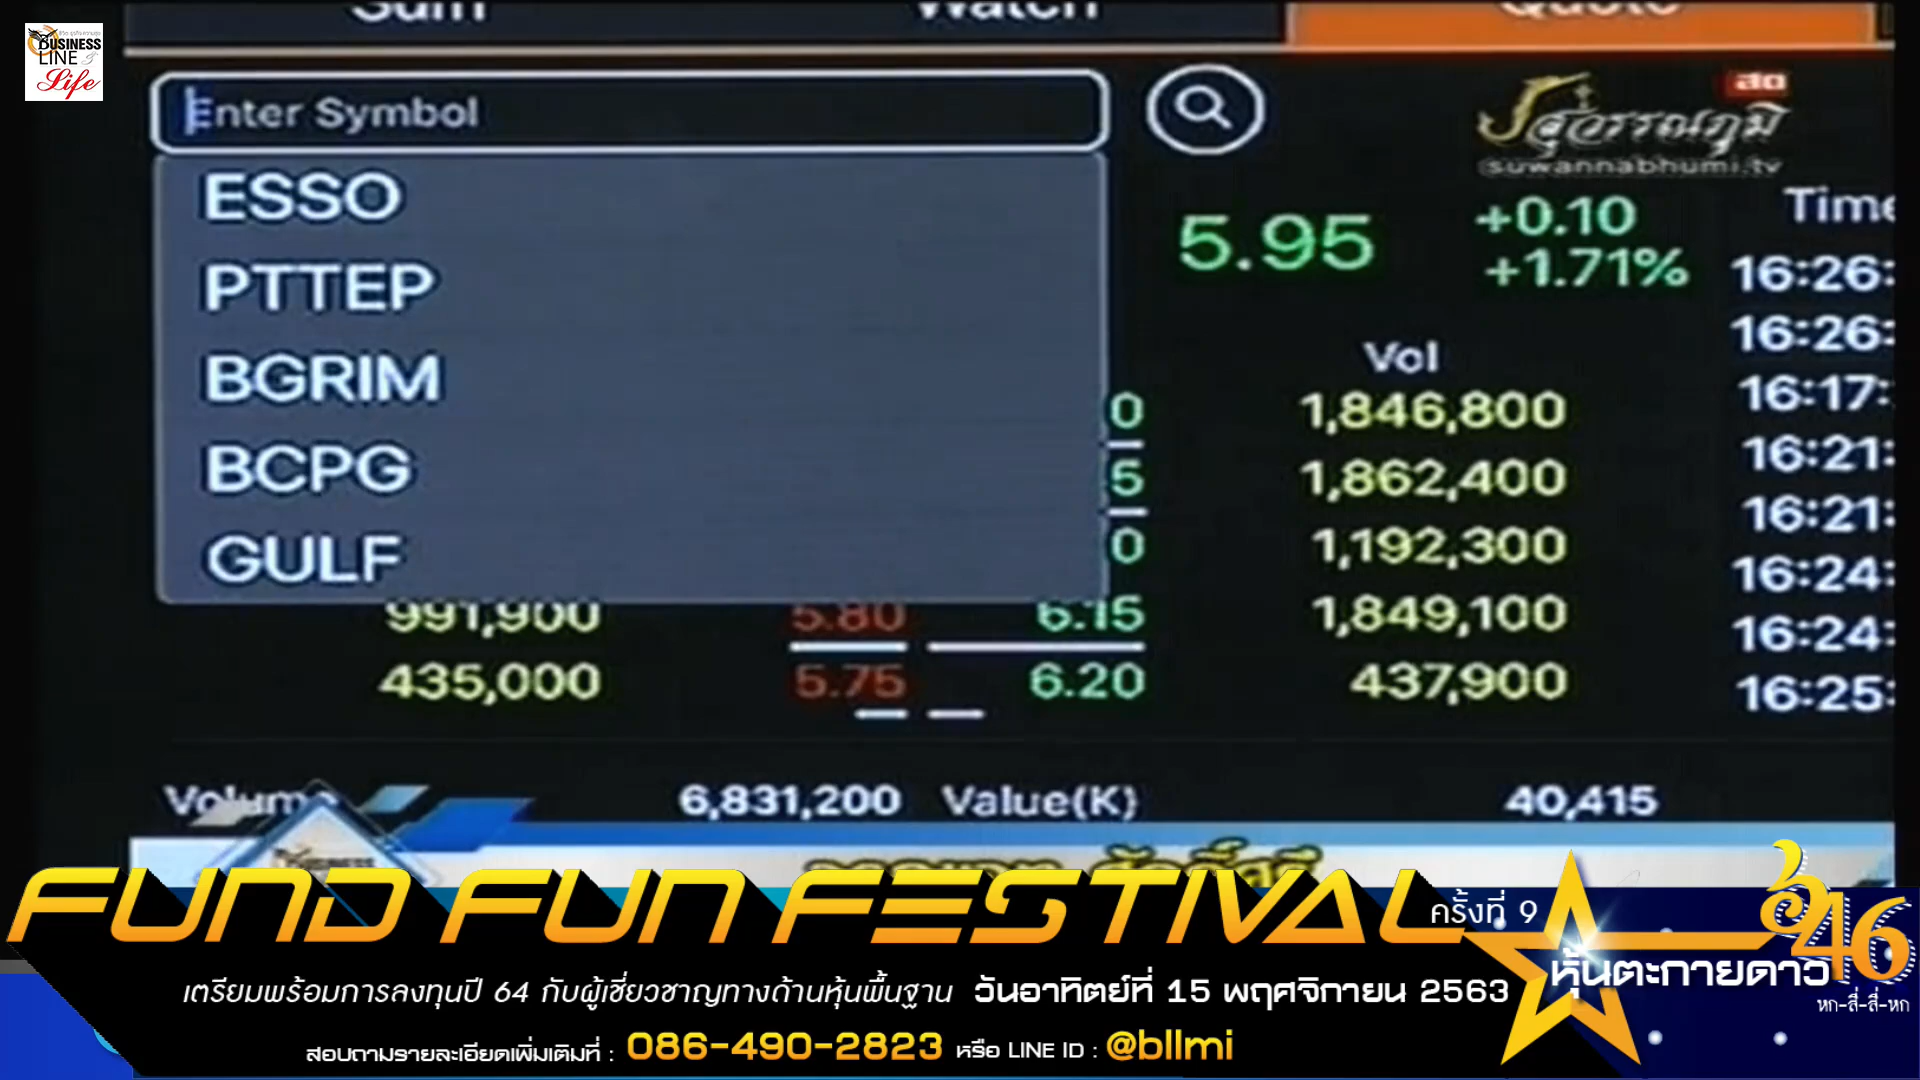 Sum Watch Quote
BUSINESS
LINE &
Life
Enter Symbol
สด
สุวรรณภูมิ
@suwannabhumi.tv
ESSO
PTTEP
BGRIM
BCPG
GULF
5.95 +0.10
+1.71%
Time
16:26:
16:26:
16:17:
16:21:
16:21:
16:24:
16:24:
16:25:
Vol
0 1,846,800
5 1,862,400
0 1,192,300
991,900 5.80 6.15 1,849,100
435,000 5.75 6.20 437,900
Volume 6,831,200 Value(K) 40,415
FUND FUN FESTIVAL ครั้งที่ 9
เตรียมพร้อมการลงทุนปี 64 กับผู้เชี่ยวชาญทางด้านหุ้นพื้นฐาน วันอาทิตย์ที่ 15 พฤศจิกายน 2563
สอบถามรายละเอียดเพิ่มเติมที่ : 086-490-2823 หรือ LINE ID : @bllmi
หุ้นตะกายดาว
หก-สี่-สี่-หก